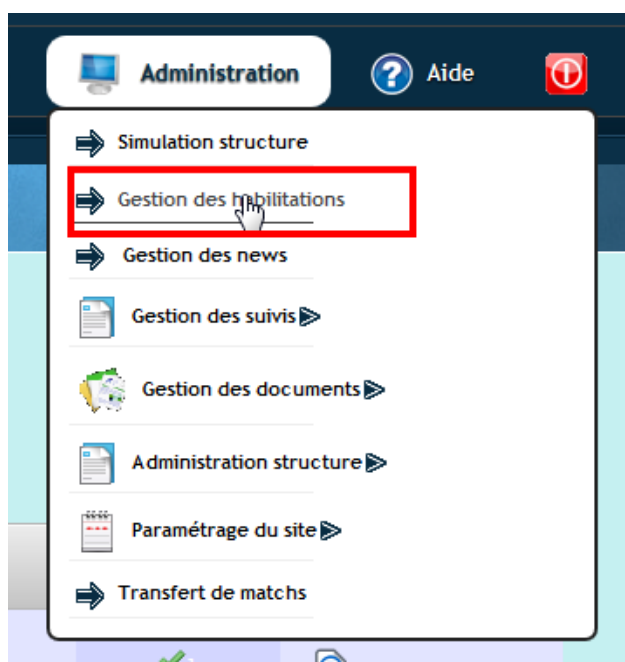 Administration
Aide
Simulation structure
Gestion des habilitations
Gestion des news
Gestion des suivis
Gestion des documents
Administration structure
Paramétrage du site
Transfert de matchs